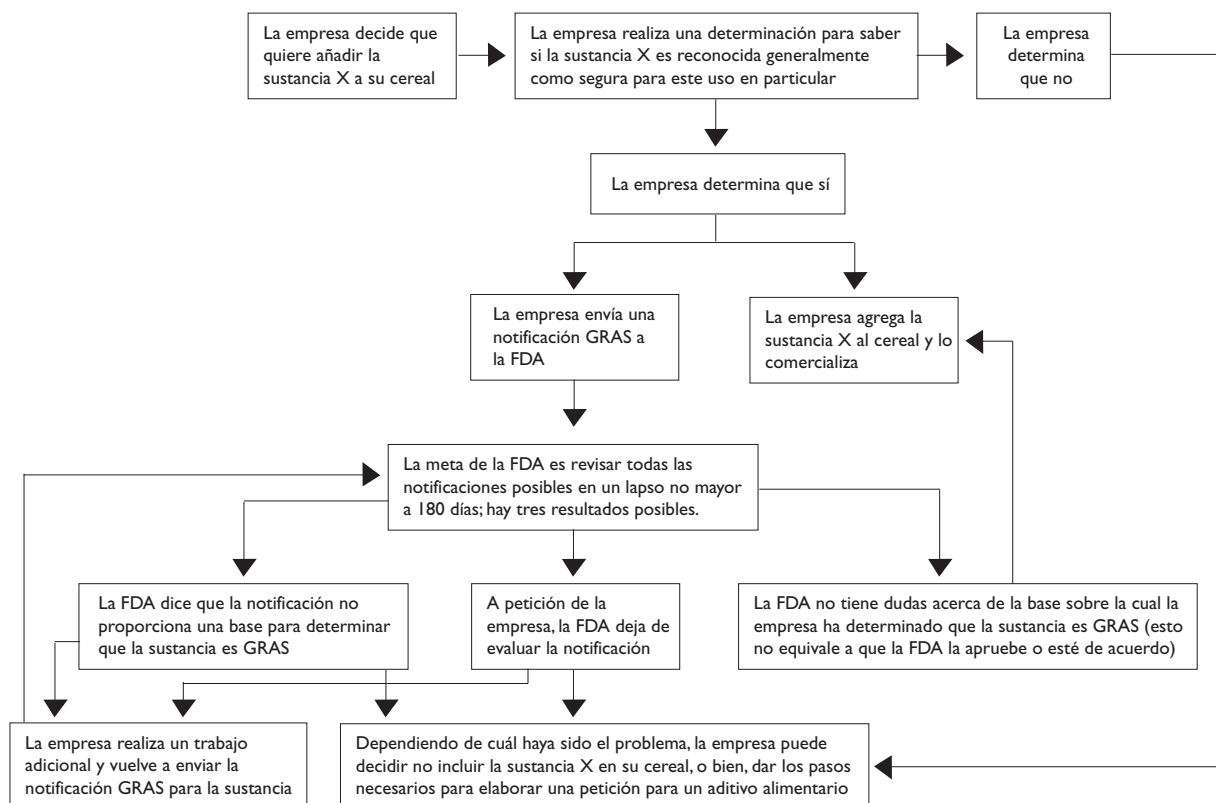 La empresa decide que
quiere añadir la
sustancia X a su cereal
La empresa realiza una determinación para saber
si la sustancia X es reconocida generalmente
como segura para este uso en particular
La empresa
determina
que no
La empresa determina que sí
La empresa envía una
notificación GRAS a
la FDA
La empresa agrega la
sustancia X al cereal y lo
comercializa
La meta de la FDA es revisar todas las
notificaciones posibles en un lapso no mayor
a 180 días; hay tres resultados posibles.
La FDA dice que la notificación no
proporciona una base para determinar
que la sustancia es GRAS
A petición de la
empresa, la FDA deja de
evaluar la notificación
La FDA no tiene dudas acerca de la base sobre la cual la
empresa ha determinado que la sustancia es GRAS (esto
no equivale a que la FDA la apruebe o esté de acuerdo)
La empresa realiza un trabajo
adicional y vuelve a enviar la
notificación GRAS para la sustancia
Dependiendo de cuál haya sido el problema, la empresa puede
decidir no incluir la sustancia X en su cereal, o bien, dar los pasos
necesarios para elaborar una petición para un aditivo alimentario